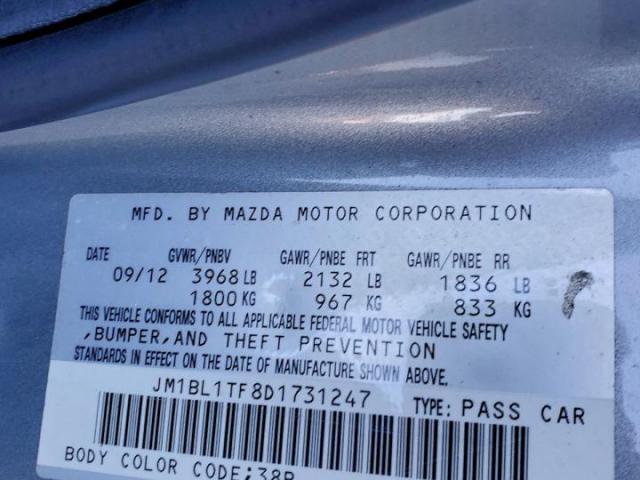 MFD. BY MAZDA MOTOR CORPORATION
DATE GVWR/PNBV GAWR/PNBE FRT GAWR/PNBE RR
09/12 3968 LB 2132 LB 1836 LB
1800 KG 967 KG 833 KG
THIS VEHICLE CONFORMS TO ALL APPLICABLE FEDERAL MOTOR VEHICLE SAFETY
,BUMPER,AND THEFT PREVENTION
STANDARDS IN EFFECT ON THE DATE OF MANUFACTURE SHOWN ABOVE.
JM1BL1TF8D1731247 TYPE: PASS CAR
BODY COLOR CODE;38P